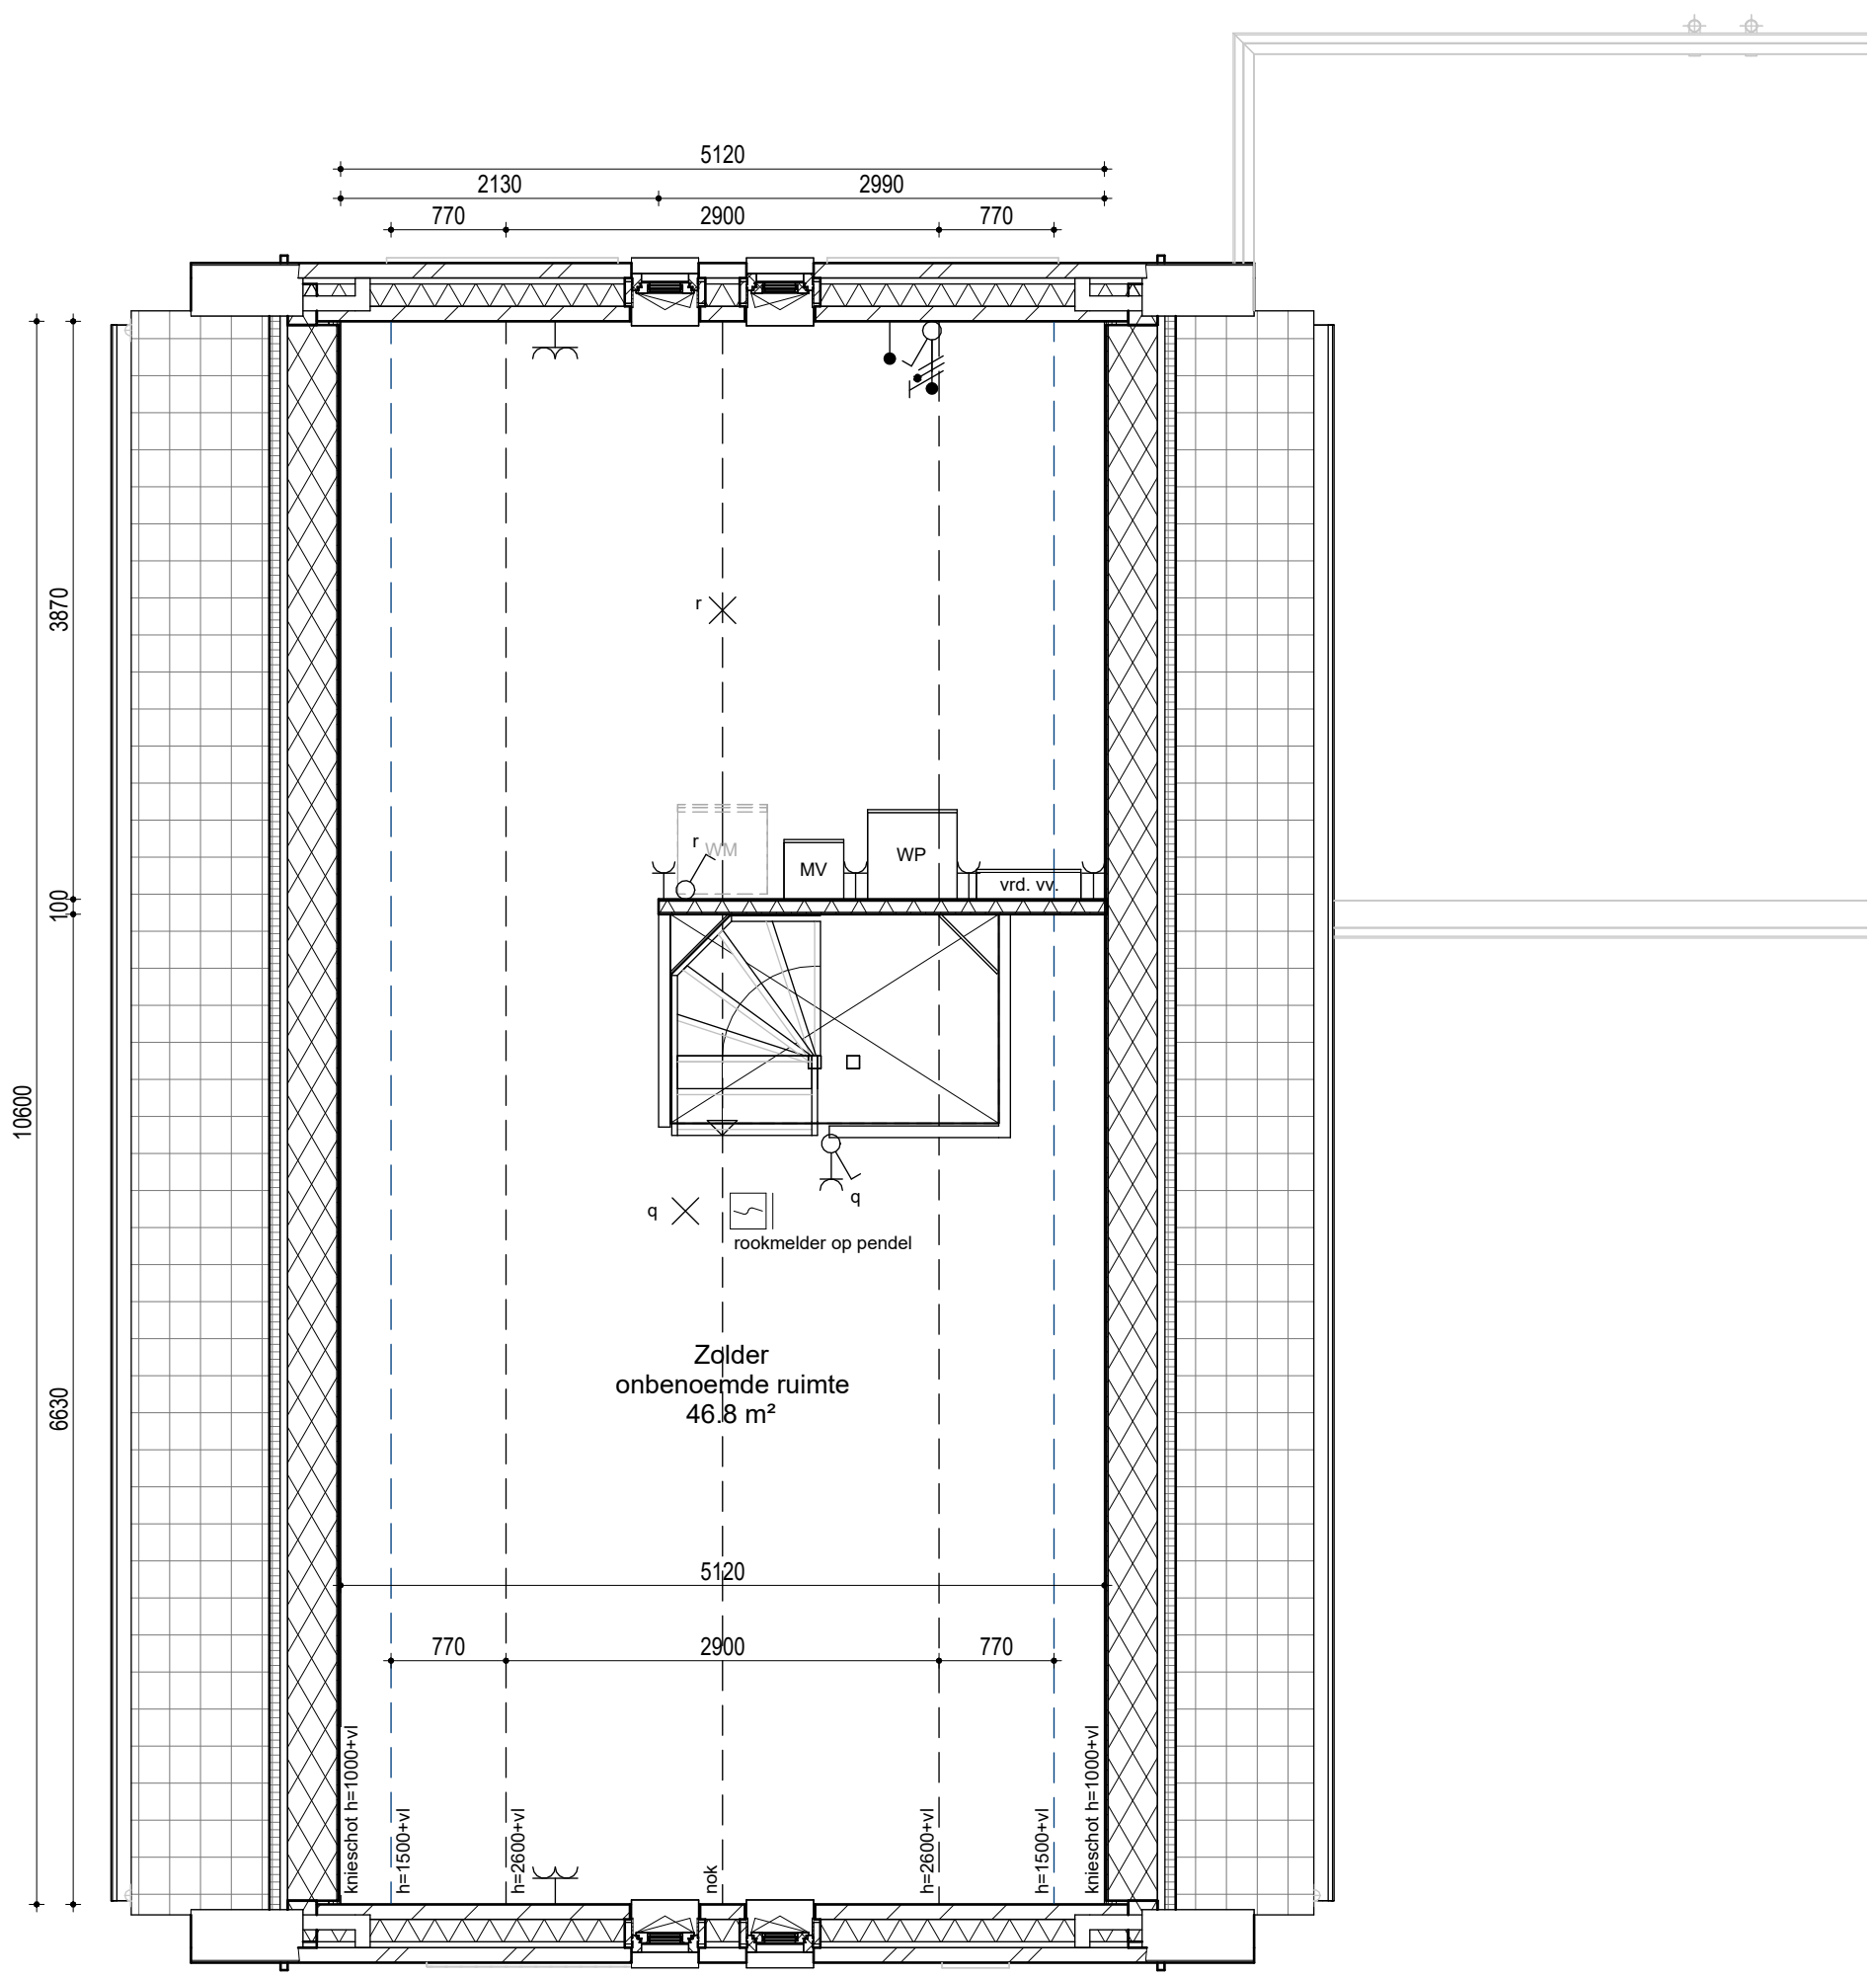 5120
2130
2990
770
2900
770
3870
100
10600
6630
r
r
WM
MV
WP
vrd. vv.
q
q
rookmelder op pendel
Zolder
onbenoemde ruimte
46.8 m²
5120
770
2900
770
knieschot h=1000+vl
h=1500+vl
h=2600+vl
nok
h=2600+vl
h=1500+vl
knieschot h=1000+vl